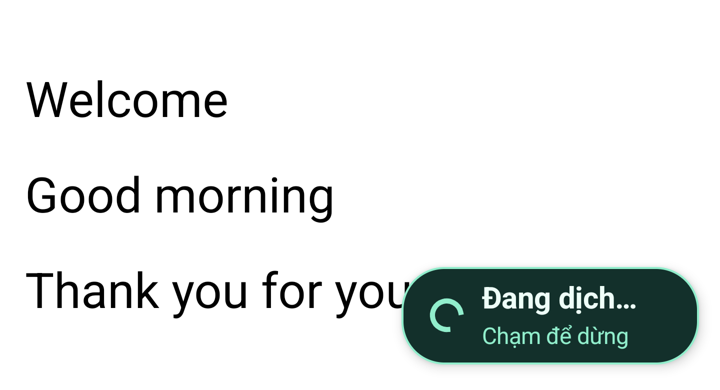 Welcome
Good morning
Thank you for you
Đang dịch...
Chạm để dừng